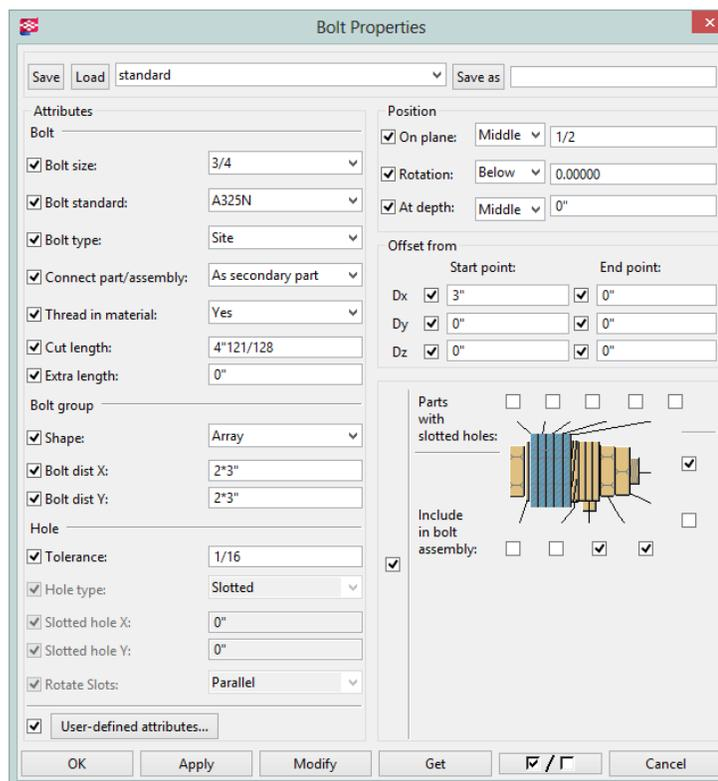 Bolt Properties
Save Load standard Save as
Attributes
Bolt
Bolt size: 3/4
Bolt standard: A325N
Bolt type: Site
Connect part/assembly: As secondary part
Thread in material: Yes
Cut length: 4"121/128
Extra length: 0"
Bolt group
Shape: Array
Bolt dist X: 2*3"
Bolt dist Y: 2*3"
Hole
Tolerance: 1/16
Hole type: Slotted
Slotted hole X: 0"
Slotted hole Y: 0"
Rotate Slots: Parallel
User-defined attributes...
Position
On plane: Middle 1/2
Rotation: Below 0.00000
At depth: Middle 0"
Offset from
Start point: End point:
Dx 3" 0"
Dy 0" 0"
Dz 0" 0"
Parts
with
slotted holes:
Include
in bolt
assembly:
OK Apply Modify Get / Cancel